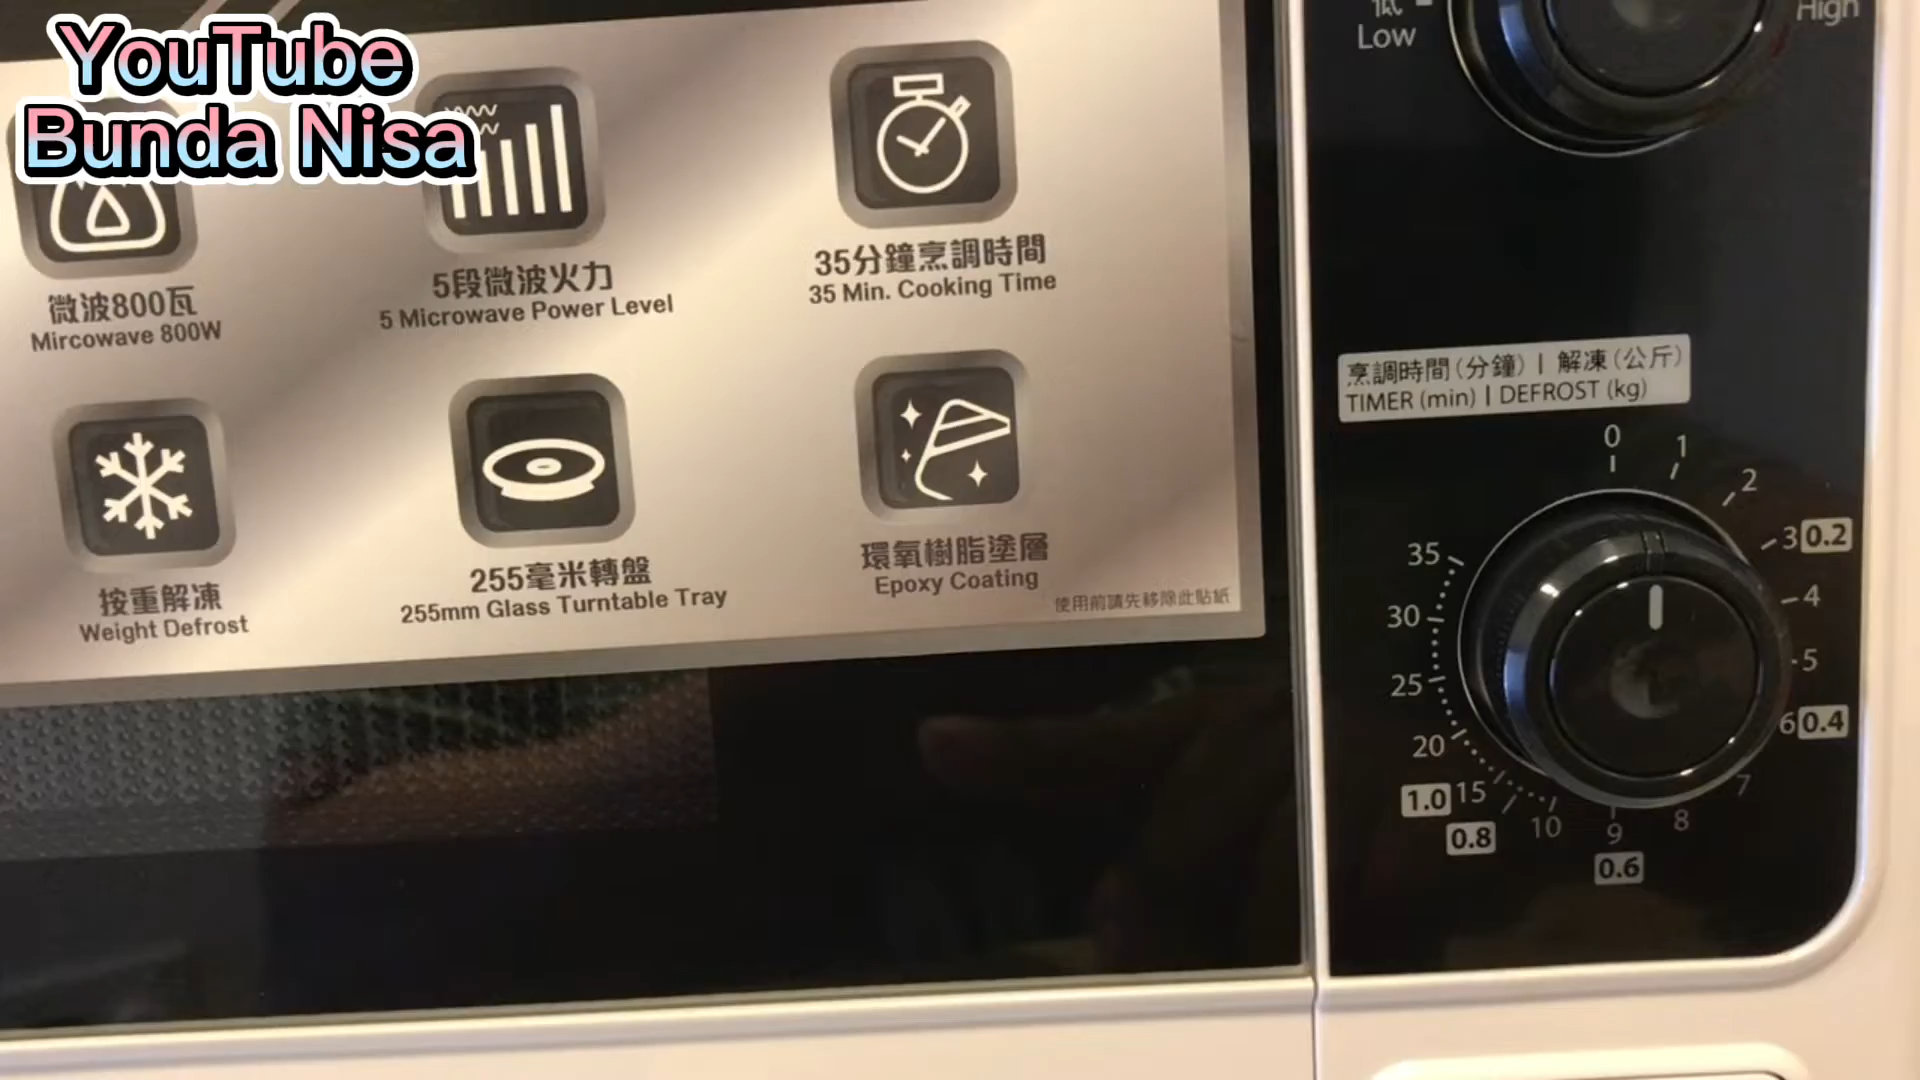 YouTube
Bunda Nisa
微波800瓦
Mircowave 800W
5段微波火力
5 Microwave Power Level
35分鐘烹調時間
35 Min. Cooking Time
按重解凍
Weight Defrost
255毫米轉盤
255mm Glass Turntable Tray
環氧樹脂塗層
Epoxy Coating
使用前請先移除此貼紙
低
Low
High
烹調時間(分鐘) | 解凍(公斤)
TIMER (min) | DEFROST (kg)
0
1
2
3 0.2
4
5
6 0.4
7
8
9
0.6
10
0.8
15 1.0
20
25
30
35